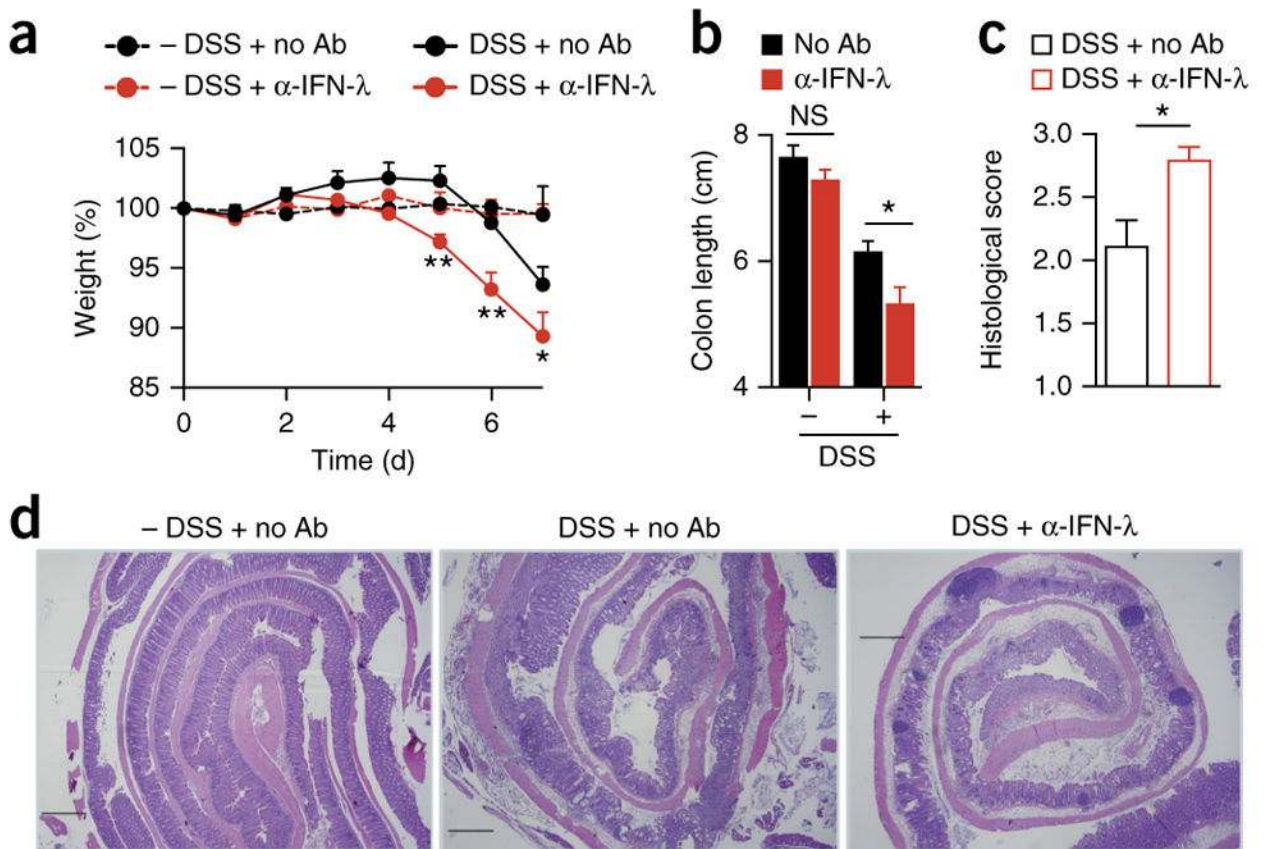 a
– DSS + no Ab
DSS + no Ab
– DSS + α-IFN-λ
DSS + α-IFN-λ
Weight (%)
105
100
95
90
85
**
**
*
0 2 4 6
Time (d)
b
No Ab
α-IFN-λ
Colon length (cm)
8
6
4
NS
*
– +
DSS
c
DSS + no Ab
DSS + α-IFN-λ
Histological score
3.0
2.5
2.0
1.5
1.0
*
d
– DSS + no Ab
DSS + no Ab
DSS + α-IFN-λ